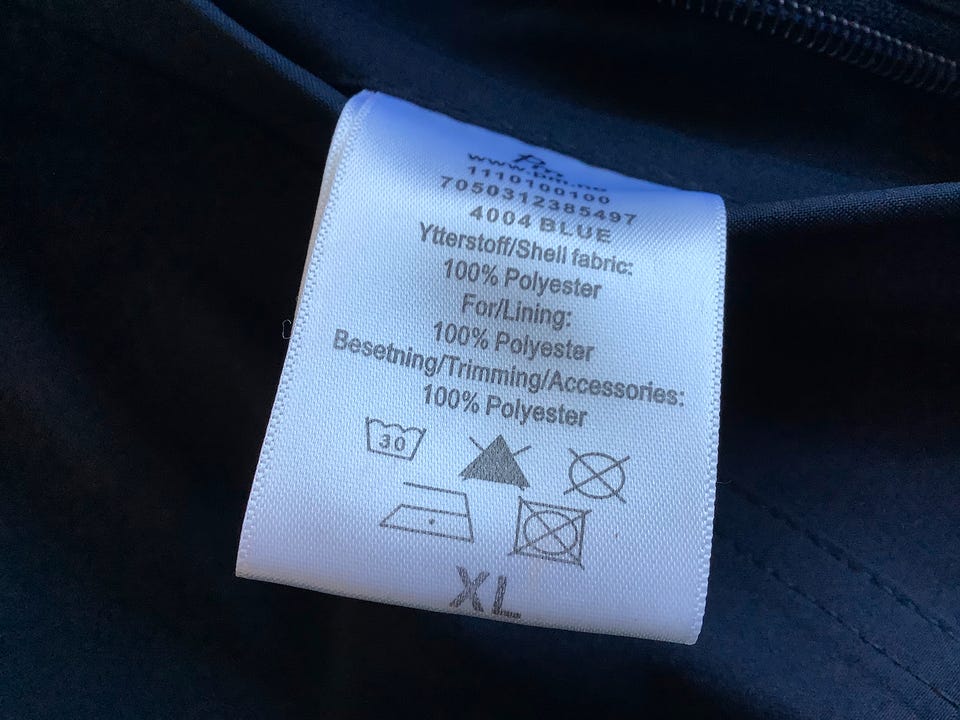 1110100100
7050312385497
4004 BLUE
Ytterstoff/Shell fabric:
100% Polyester
For/Lining:
100% Polyester
Besetning/Trimming/Accessories:
100% Polyester
30
XL